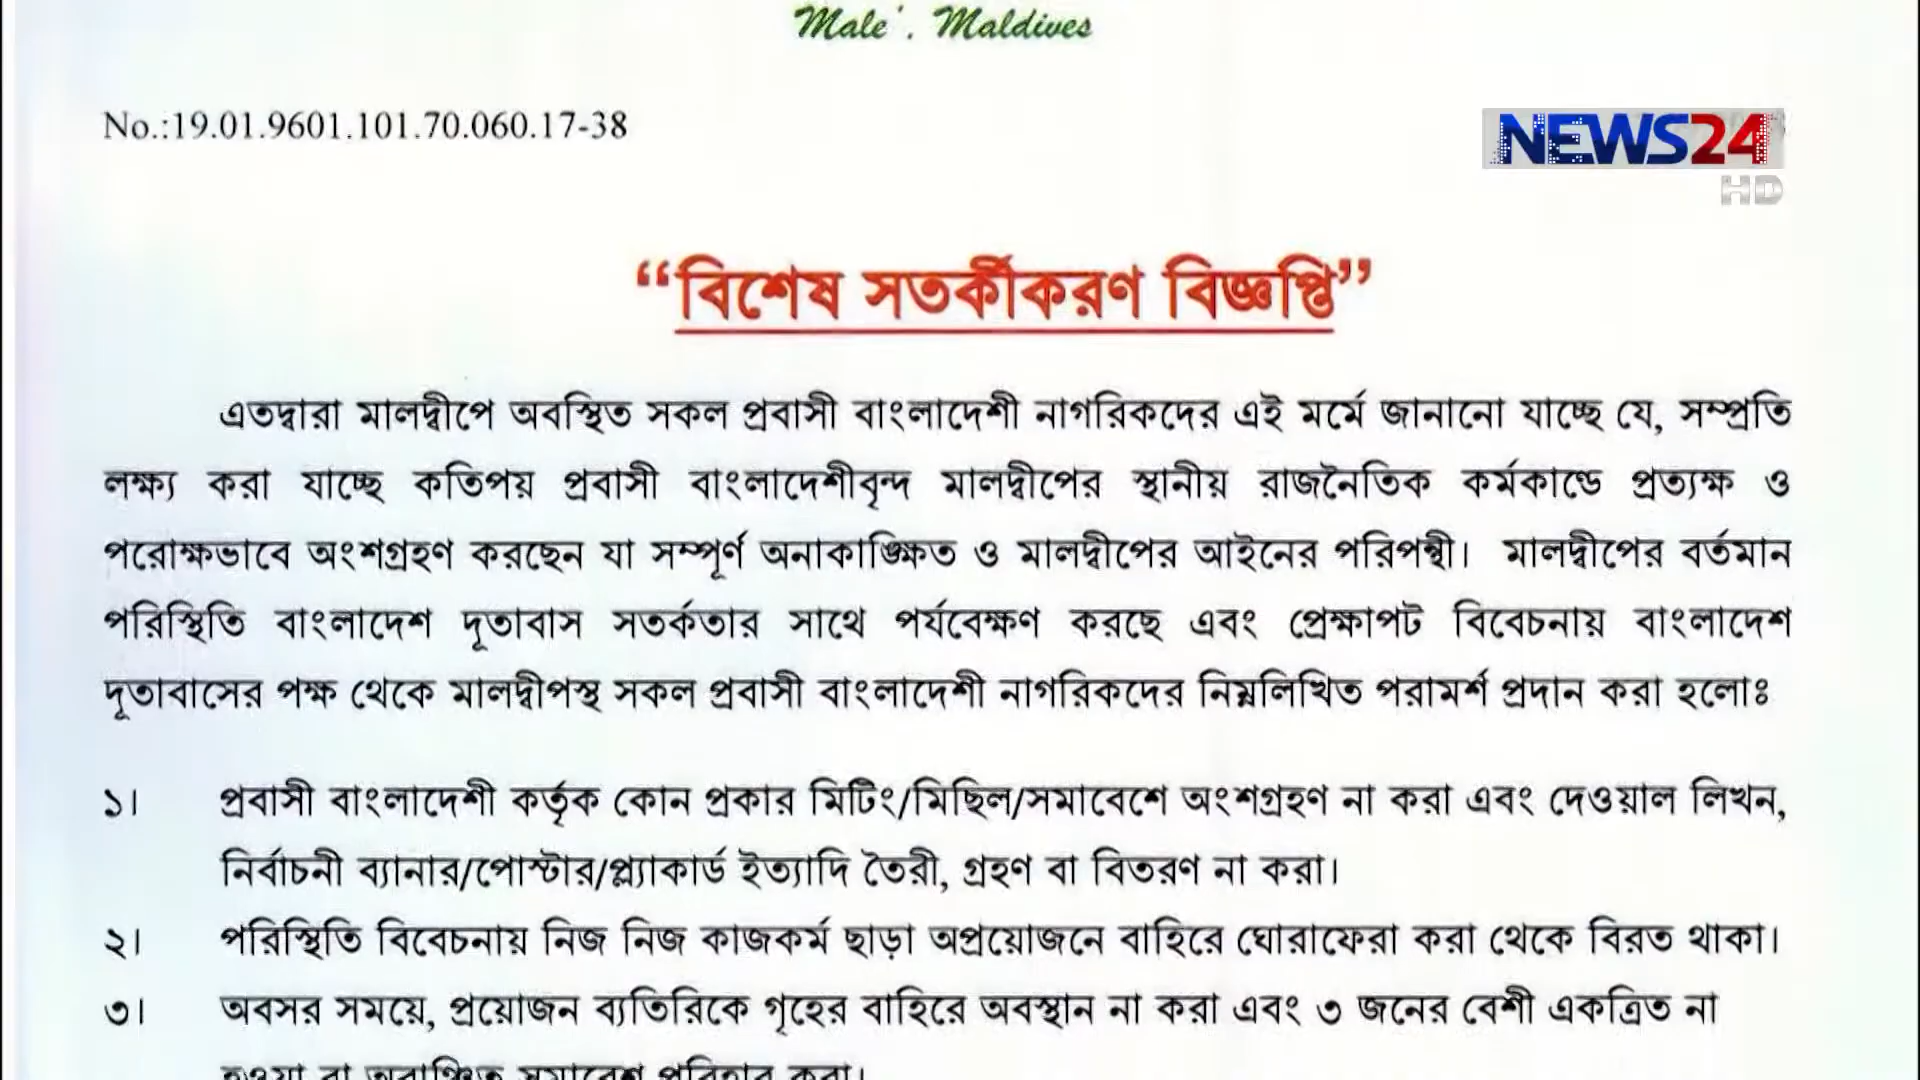 Male'. Maldives
No.:19.01.9601.101.70.060.17-38
NEWS24
HD
“বিশেষ সতর্কীকরণ বিজ্ঞপ্তি”
এতদ্বারা মালদ্বীপে অবস্থিত সকল প্রবাসী বাংলাদেশী নাগরিকদের এই মর্মে জানানো যাচ্ছে যে, সম্প্রতি
লক্ষ্য করা যাচ্ছে কতিপয় প্রবাসী বাংলাদেশীবৃন্দ মালদ্বীপের স্থানীয় রাজনৈতিক কর্মকান্ডে প্রত্যক্ষ ও
পরোক্ষভাবে অংশগ্রহণ করছেন যা সম্পূর্ণ অনাকাঙ্ক্ষিত ও মালদ্বীপের আইনের পরিপন্থী। মালদ্বীপের বর্তমান
পরিস্থিতি বাংলাদেশ দূতাবাস সতর্কতার সাথে পর্যবেক্ষণ করছে এবং প্রেক্ষাপট বিবেচনায় বাংলাদেশ
দূতাবাসের পক্ষ থেকে মালদ্বীপস্থ সকল প্রবাসী বাংলাদেশী নাগরিকদের নিম্নলিখিত পরামর্শ প্রদান করা হলোঃ
১। প্রবাসী বাংলাদেশী কর্তৃক কোন প্রকার মিটিং/মিছিল/সমাবেশে অংশগ্রহণ না করা এবং দেওয়াল লিখন,
নির্বাচনী ব্যানার/পোস্টার/প্ল্যাকার্ড ইত্যাদি তৈরী, গ্রহণ বা বিতরণ না করা।
২। পরিস্থিতি বিবেচনায় নিজ নিজ কাজকর্ম ছাড়া অপ্রয়োজনে বাহিরে ঘোরাফেরা করা থেকে বিরত থাকা।
৩। অবসর সময়ে, প্রয়োজন ব্যতিরিকে গৃহের বাহিরে অবস্থান না করা এবং ৩ জনের বেশী একত্রিত না
হওয়া বা অবাঞ্চিত সমাবেশ পরিহার করা।